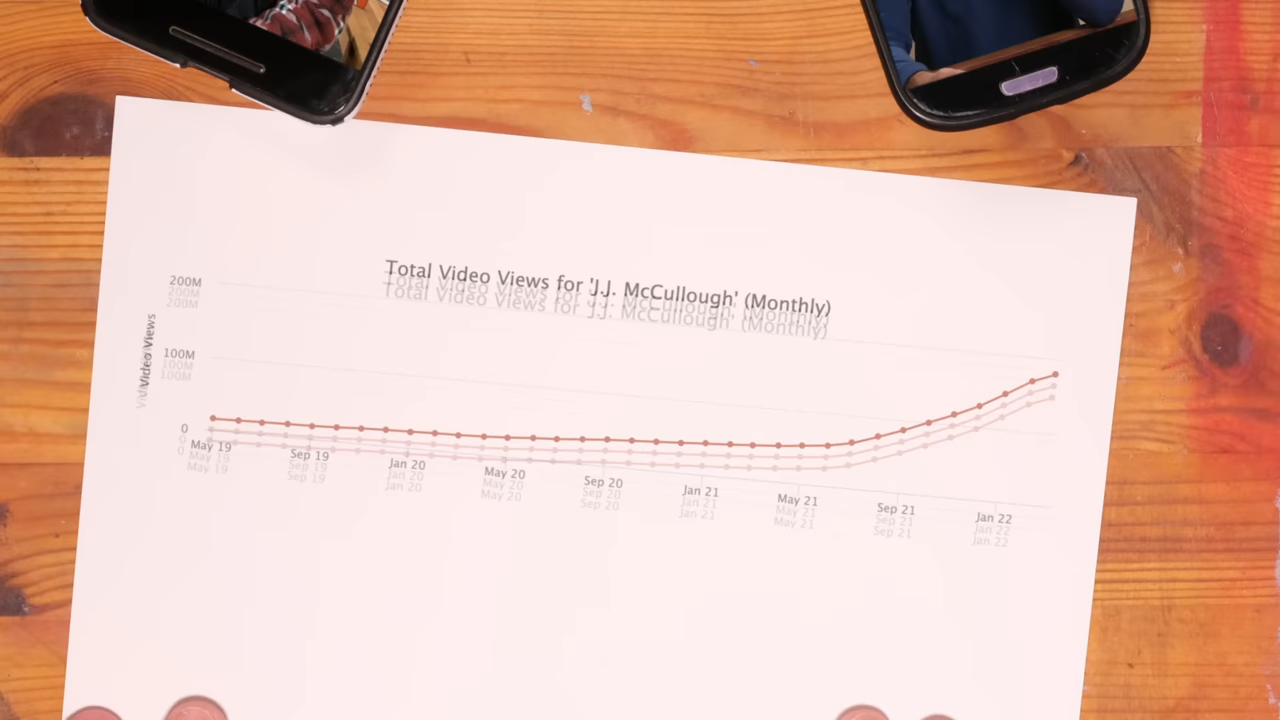 Total Video Views for 'J.J. McCullough' (Monthly)
200M
Video Views
100M
0
May 19
Sep 19
Jan 20
May 20
Sep 20
Jan 21
May 21
Sep 21
Jan 22